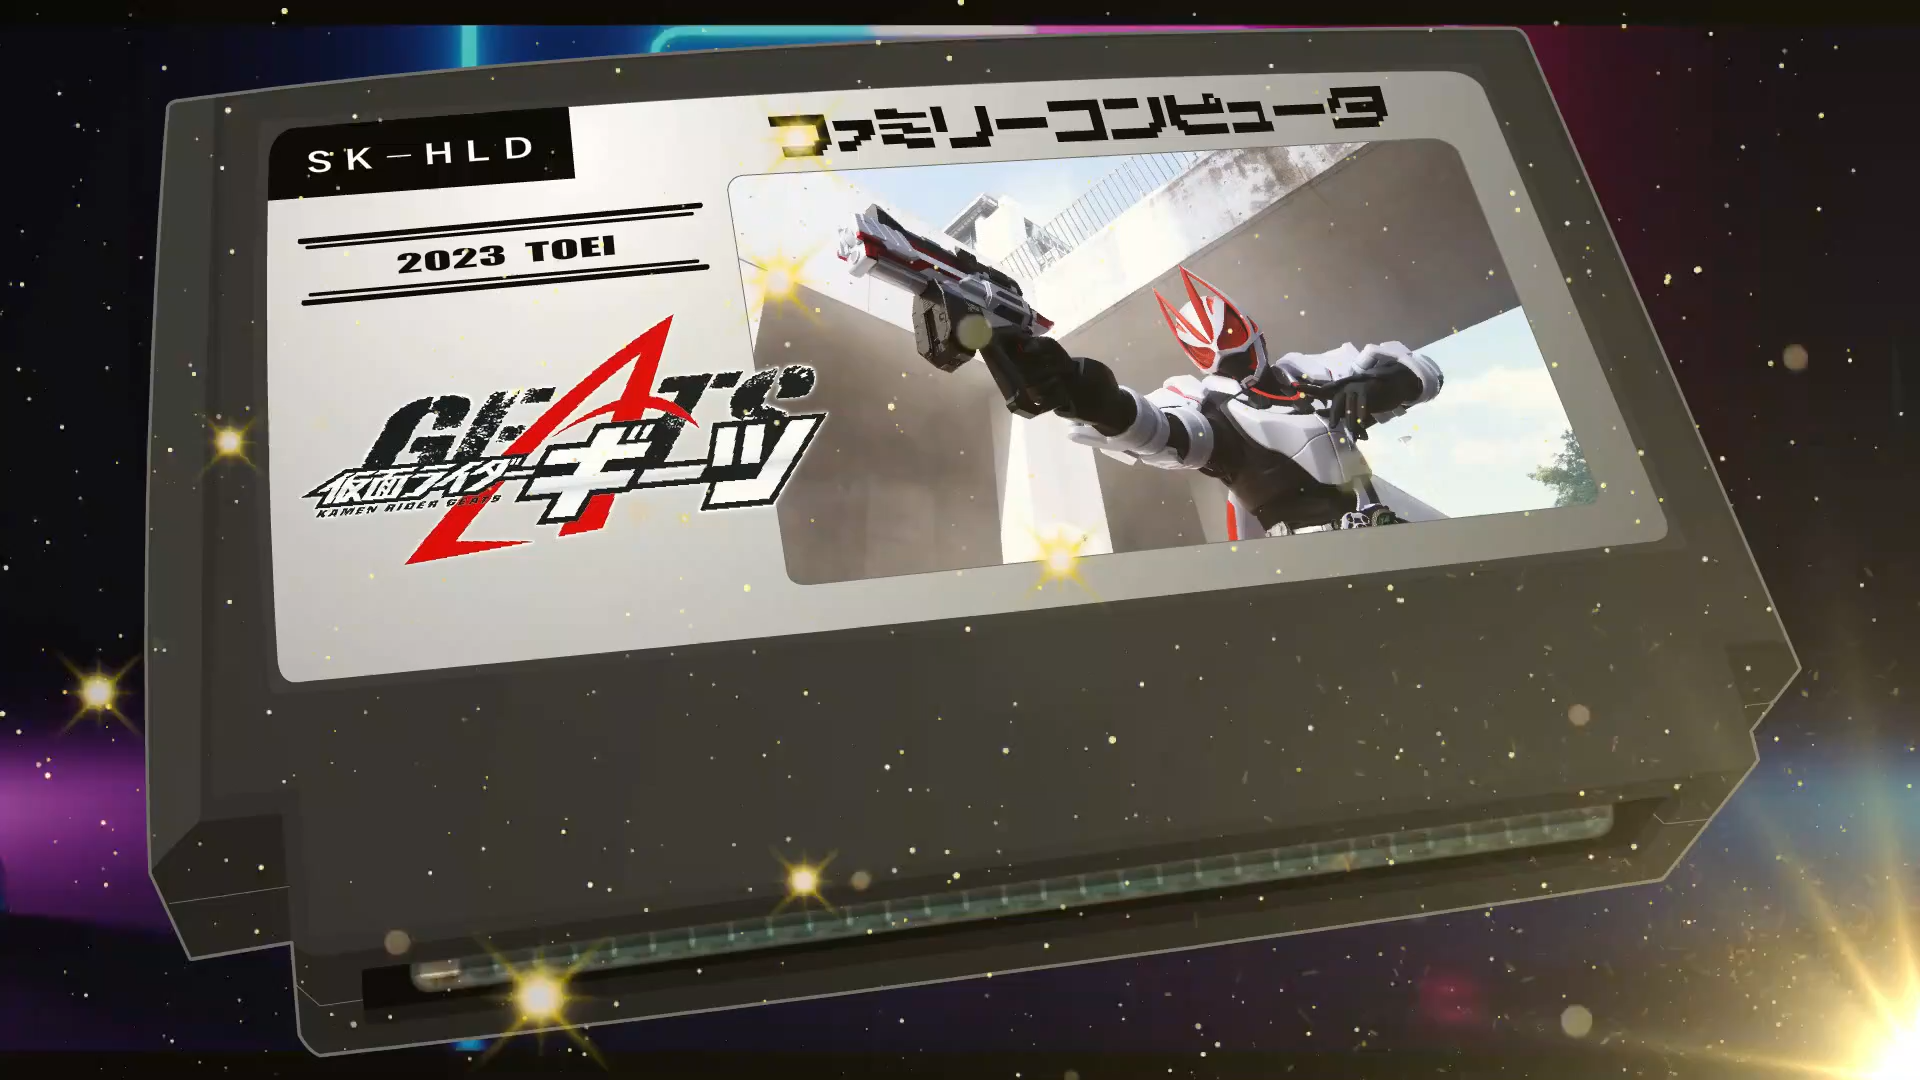 SK-HLD
ファミリーコンピュータ
2023 TOEI
GEATS
仮面ライダーギーツ
KAMEN RIDER GEATS